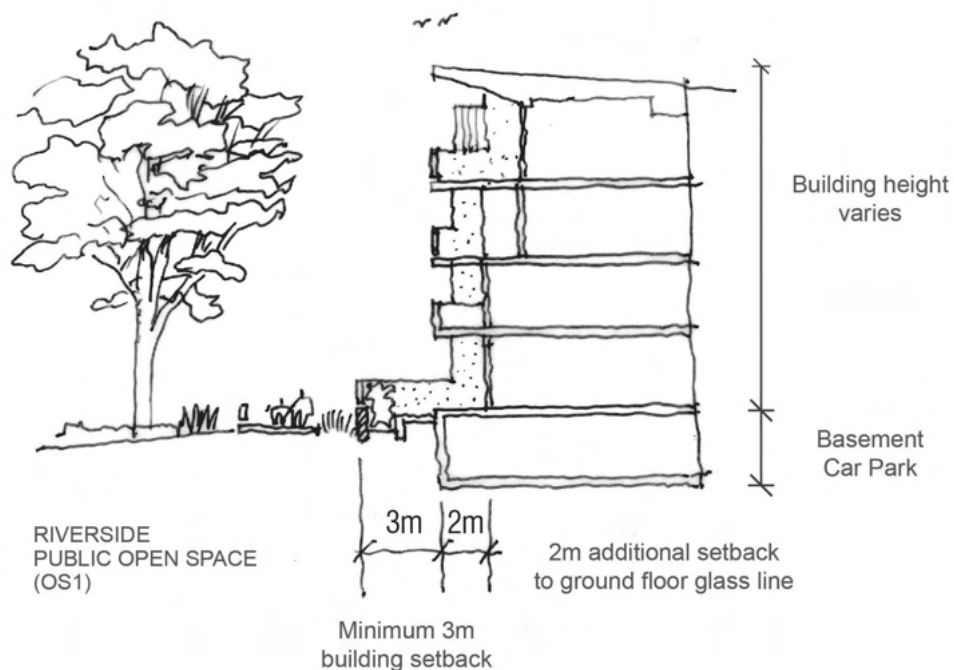 Building height
varies
Basement
Car Park
3m
2m
RIVERSIDE
PUBLIC OPEN SPACE
(OS1)
2m additional setback
to ground floor glass line
Minimum 3m
building setback